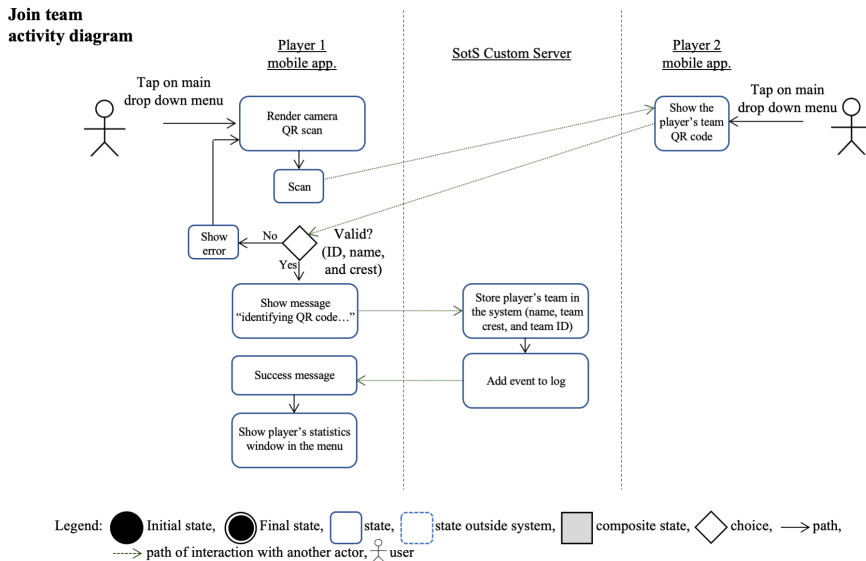 Join team
activity diagram
Player 1
mobile app.
SotS Custom Server
Player 2
mobile app.
Tap on main
drop down menu
Render camera
QR scan
Show the
player's team
QR code
Tap on main
drop down menu
Scan
Show
error
No
Valid?
(ID, name,
and crest)
Yes
Show message
“identifying QR code…”
Store player's team in
the system (name, team
crest, and team ID)
Success message
Add event to log
Show player's statistics
window in the menu
Legend: Initial state, Final state, state, state outside system, composite state, choice, path,
path of interaction with another actor, user